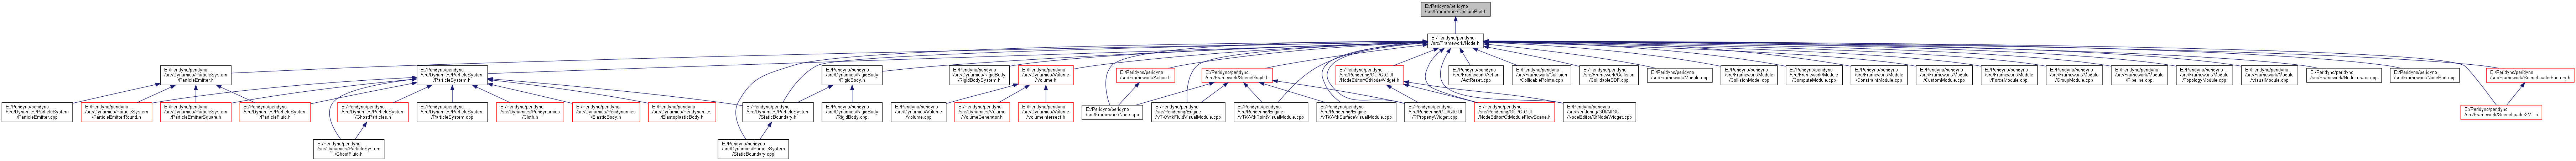 E:/Peridyno/peridyno
/src/Framework/DeclarePort.h
E:/Peridyno/peridyno
/src/Framework/Node.h
E:/Peridyno/peridyno
/src/Dynamics/ParticleSystem
/ParticleEmitter.h
E:/Peridyno/peridyno
/src/Dynamics/ParticleSystem
/ParticleSystem.h
E:/Peridyno/peridyno
/src/Dynamics/RigidBody
/RigidBody.h
E:/Peridyno/peridyno
/src/Dynamics/RigidBody
/RigidBodySystem.h
E:/Peridyno/peridyno
/src/Dynamics/Volume
/Volume.h
E:/Peridyno/peridyno
/src/Framework/Action.h
E:/Peridyno/peridyno
/src/Framework/SceneGraph.h
E:/Peridyno/peridyno
/src/Rendering/GUI/QtGUI
/NodeEditor/QtNodeWidget.h
E:/Peridyno/peridyno
/src/Framework/Action
/ActReset.cpp
E:/Peridyno/peridyno
/src/Framework/Collision
/CollidablePoints.cpp
E:/Peridyno/peridyno
/src/Framework/Collision
/CollidableSDF.cpp
E:/Peridyno/peridyno
/src/Framework/Module.cpp
E:/Peridyno/peridyno
/src/Framework/Module
/CollisionModel.cpp
E:/Peridyno/peridyno
/src/Framework/Module
/ComputeModule.cpp
E:/Peridyno/peridyno
/src/Framework/Module
/ConstraintModule.cpp
E:/Peridyno/peridyno
/src/Framework/Module
/CustomModule.cpp
E:/Peridyno/peridyno
/src/Framework/Module
/ForceModule.cpp
E:/Peridyno/peridyno
/src/Framework/Module
/GroupModule.cpp
E:/Peridyno/peridyno
/src/Framework/Module
/Pipeline.cpp
E:/Peridyno/peridyno
/src/Framework/Module
/TopologyModule.cpp
E:/Peridyno/peridyno
/src/Framework/Module
/VisualModule.cpp
E:/Peridyno/peridyno
/src/Framework/NodeIterator.cpp
E:/Peridyno/peridyno
/src/Framework/NodePort.cpp
E:/Peridyno/peridyno
/src/Framework/SceneLoaderFactory.h
E:/Peridyno/peridyno
/src/Dynamics/ParticleSystem
/ParticleEmitter.cpp
E:/Peridyno/peridyno
/src/Dynamics/ParticleSystem
/ParticleEmitterRound.h
E:/Peridyno/peridyno
/src/Dynamics/ParticleSystem
/ParticleEmitterSquare.h
E:/Peridyno/peridyno
/src/Dynamics/ParticleSystem
/ParticleFluid.h
E:/Peridyno/peridyno
/src/Dynamics/ParticleSystem
/GhostParticles.h
E:/Peridyno/peridyno
/src/Dynamics/ParticleSystem
/ParticleSystem.cpp
E:/Peridyno/peridyno
/src/Dynamics/Peridynamics
/Cloth.h
E:/Peridyno/peridyno
/src/Dynamics/Peridynamics
/ElasticBody.h
E:/Peridyno/peridyno
/src/Dynamics/Peridynamics
/ElastoplasticBody.h
E:/Peridyno/peridyno
/src/Dynamics/ParticleSystem
/StaticBoundary.h
E:/Peridyno/peridyno
/src/Dynamics/RigidBody
/RigidBody.cpp
E:/Peridyno/peridyno
/src/Dynamics/Volume
/Volume.cpp
E:/Peridyno/peridyno
/src/Dynamics/Volume
/VolumeGenerator.h
E:/Peridyno/peridyno
/src/Dynamics/Volume
/VolumeIntersect.h
E:/Peridyno/peridyno
/src/Framework/Node.cpp
E:/Peridyno/peridyno
/src/Rendering/Engine
/VTK/VtkFluidVisualModule.cpp
E:/Peridyno/peridyno
/src/Rendering/Engine
/VTK/VtkPointVisualModule.cpp
E:/Peridyno/peridyno
/src/Rendering/Engine
/VTK/VtkSurfaceVisualModule.cpp
E:/Peridyno/peridyno
/src/Rendering/GUI/QtGUI
/PPropertyWidget.cpp
E:/Peridyno/peridyno
/src/Rendering/GUI/QtGUI
/NodeEditor/QtModuleFlowScene.h
E:/Peridyno/peridyno
/src/Rendering/GUI/QtGUI
/NodeEditor/QtNodeWidget.cpp
E:/Peridyno/peridyno
/src/Framework/SceneLoaderXML.h
E:/Peridyno/peridyno
/src/Dynamics/ParticleSystem
/GhostFluid.h
E:/Peridyno/peridyno
/src/Dynamics/ParticleSystem
/StaticBoundary.cpp